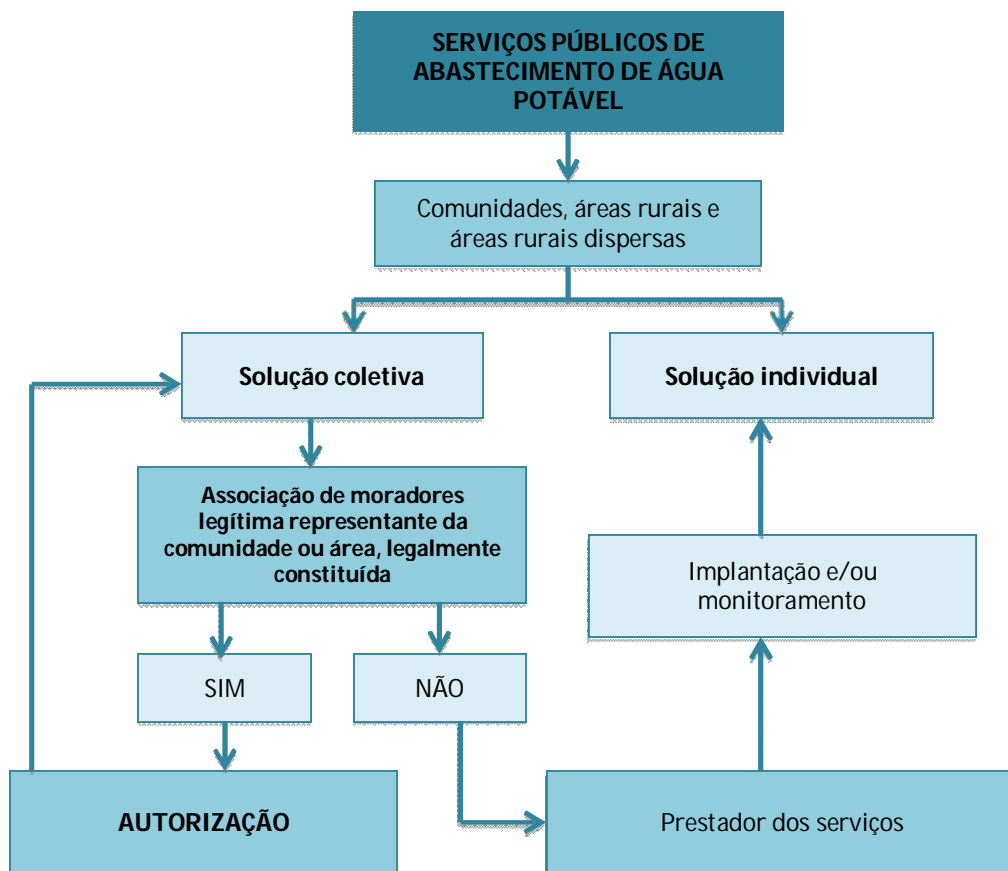 SERVIÇOS PÚBLICOS DE
ABASTECIMENTO DE ÁGUA
POTÁVEL
Comunidades, áreas rurais e
áreas rurais dispersas
Solução coletiva
Solução individual
Associação de moradores
legítima representante da
comunidade ou área, legalmente
constituída
Implantação e/ou
monitoramento
SIM
NÃO
AUTORIZAÇÃO
Prestador dos serviços